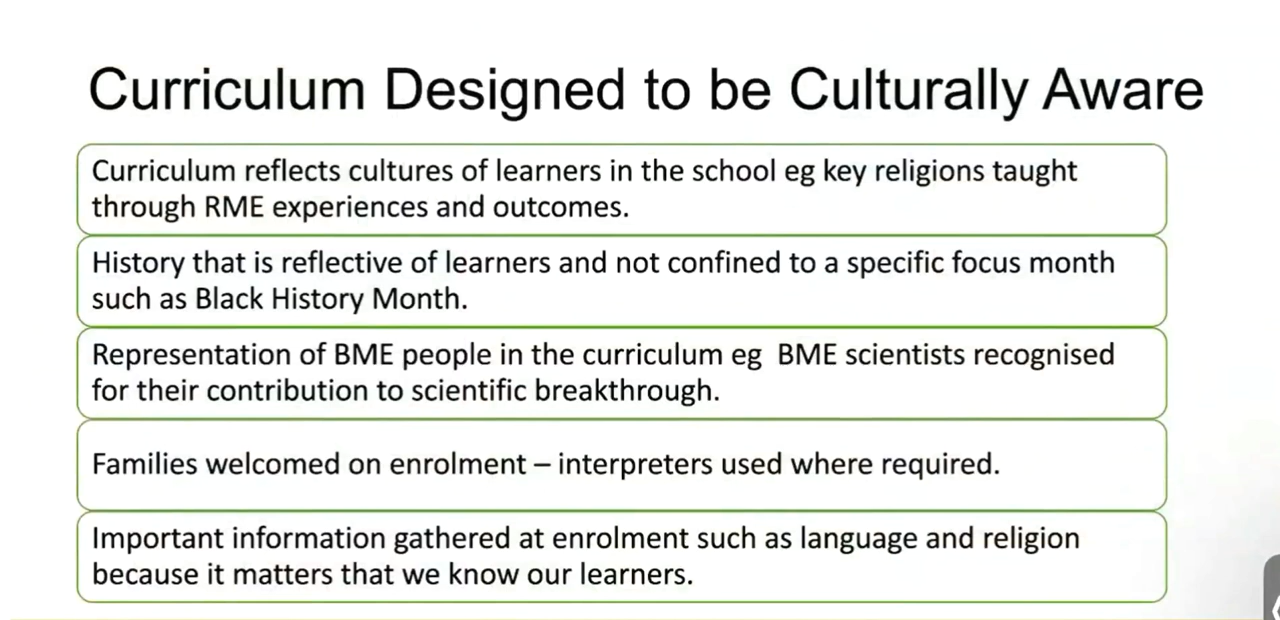 Curriculum Designed to be Culturally Aware
Curriculum reflects cultures of learners in the school eg key religions taught
through RME experiences and outcomes.
History that is reflective of learners and not confined to a specific focus month
such as Black History Month.
Representation of BME people in the curriculum eg  BME scientists recognised
for their contribution to scientific breakthrough.
Families welcomed on enrolment – interpreters used where required.
Important information gathered at enrolment such as language and religion
because it matters that we know our learners.